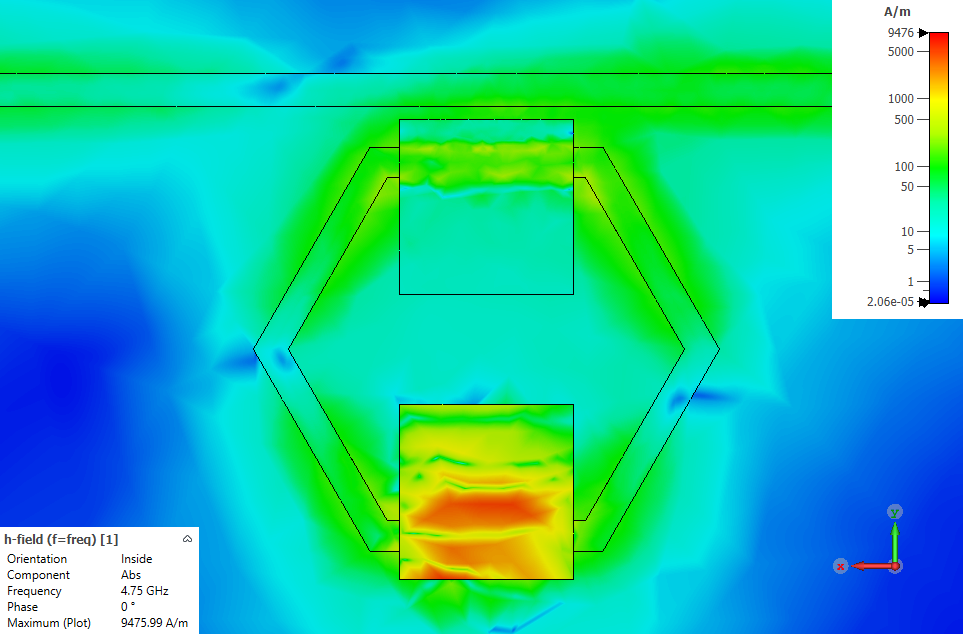 A/m
9476
5000
1000
500
100
50
10
5
1
2.06e-05
y
x
h-field (f=freq) [1]
Orientation Inside
Component Abs
Frequency 4.75 GHz
Phase 0 °
Maximum (Plot) 9475.99 A/m